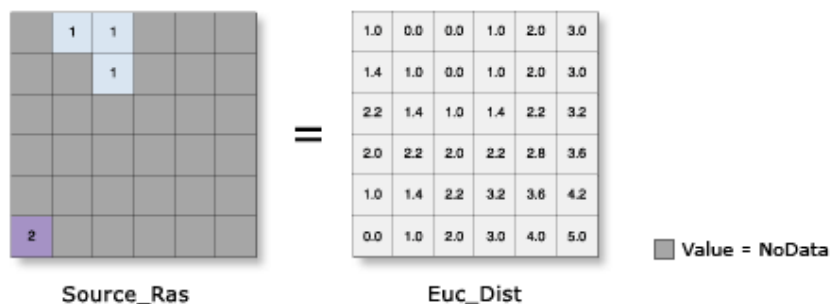 1 1
1
2
Source_Ras
=
1.0 0.0 0.0 1.0 2.0 3.0
1.4 1.0 0.0 1.0 2.0 3.0
2.2 1.4 1.0 1.4 2.2 3.2
2.0 2.2 2.0 2.2 2.8 3.6
1.0 1.4 2.2 3.2 3.6 4.2
0.0 1.0 2.0 3.0 4.0 5.0
Euc_Dist
Value = NoData